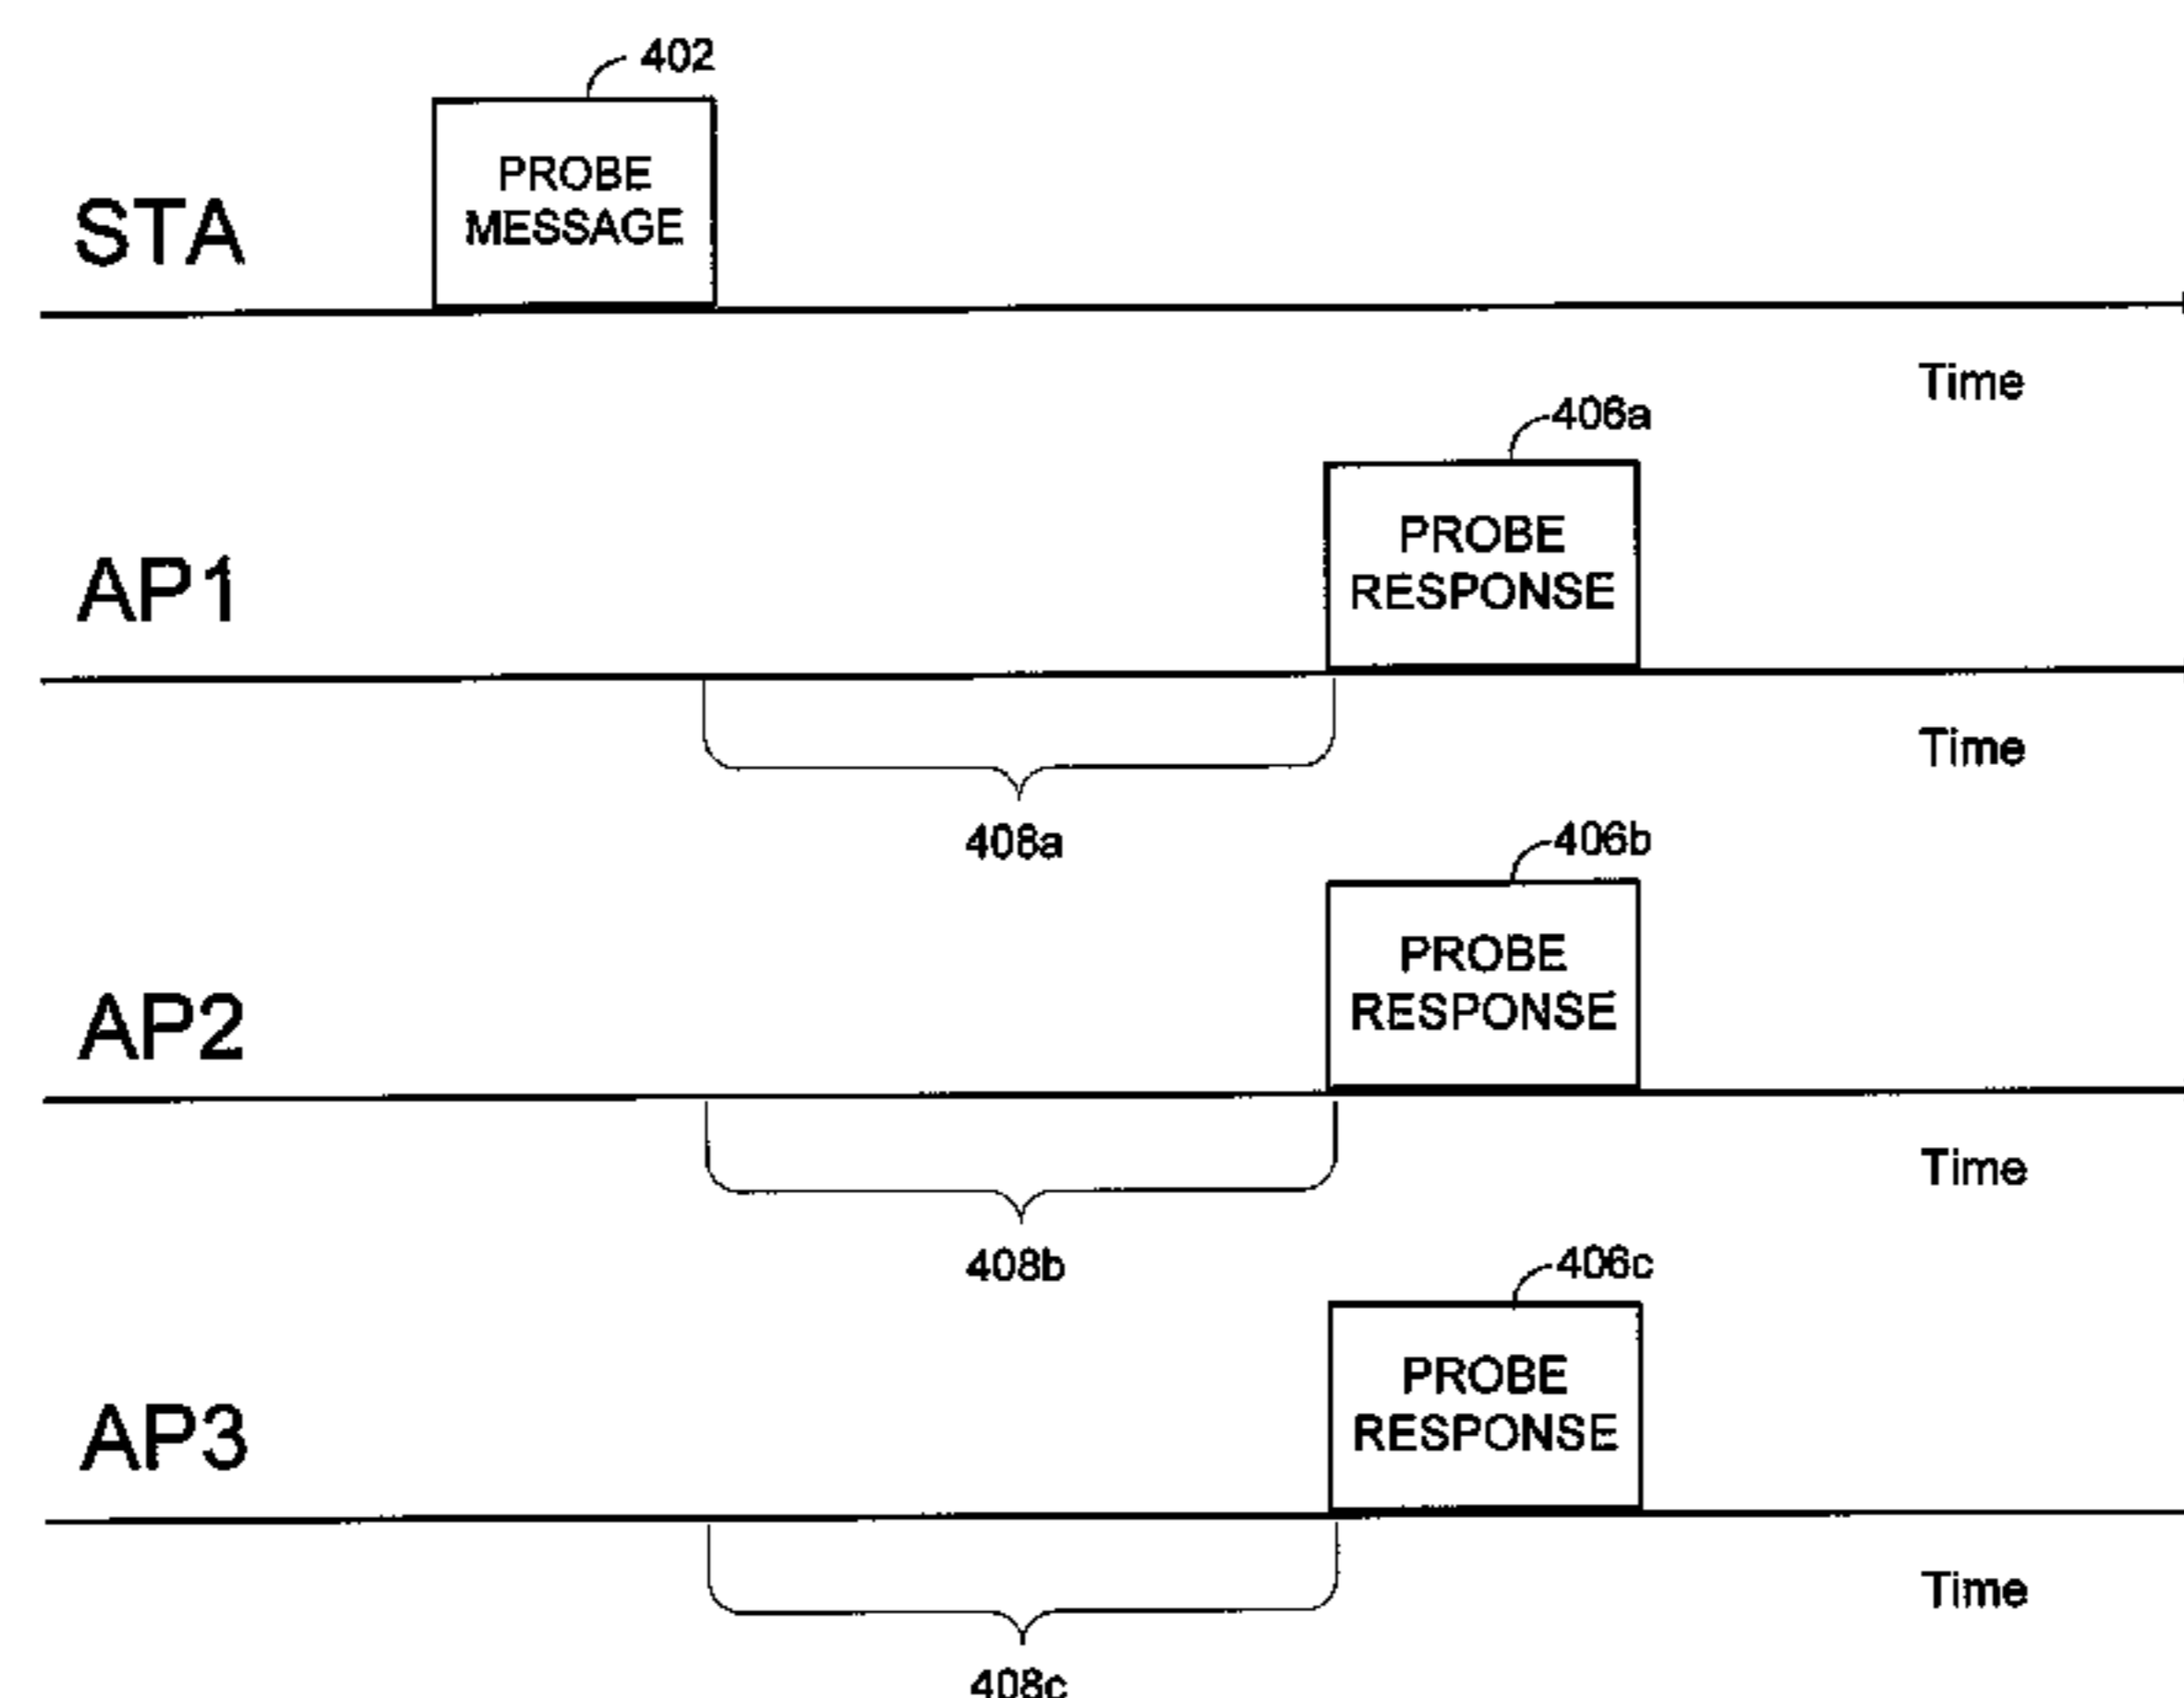 402
PROBE
MESSAGE
STA
Time
406a
PROBE
RESPONSE
AP1
Time
408a
406b
PROBE
RESPONSE
AP2
Time
408b
406c
PROBE
RESPONSE
AP3
Time
408c